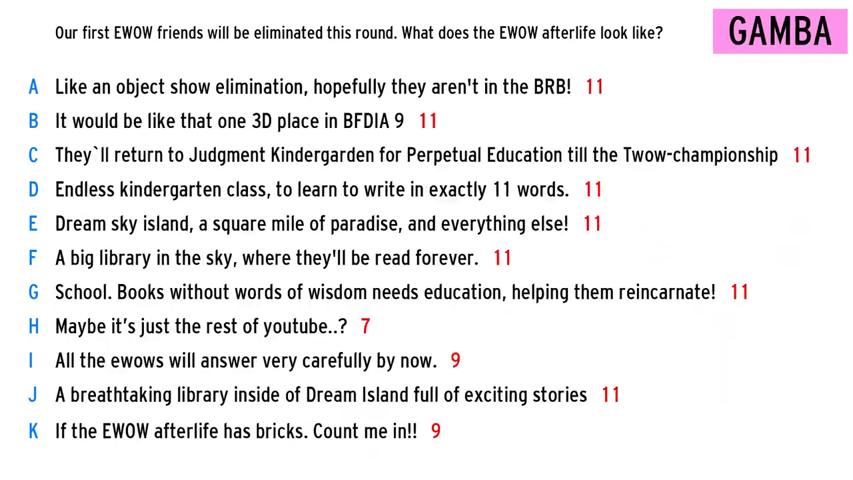 Our first EWOW friends will be eliminated this round. What does the EWOW afterlife look like?
GAMBA
A Like an object show elimination, hopefully they aren't in the BRB! 11
B It would be like that one 3D place in BFDIA 9 11
C They`ll return to Judgment Kindergarden for Perpetual Education till the Twow-championship 11
D Endless kindergarten class, to learn to write in exactly 11 words. 11
E Dream sky island, a square mile of paradise, and everything else! 11
F A big library in the sky, where they'll be read forever. 11
G School. Books without words of wisdom needs education, helping them reincarnate! 11
H Maybe it’s just the rest of youtube..? 7
I All the ewows will answer very carefully by now. 9
J A breathtaking library inside of Dream Island full of exciting stories 11
K If the EWOW afterlife has bricks. Count me in!! 9